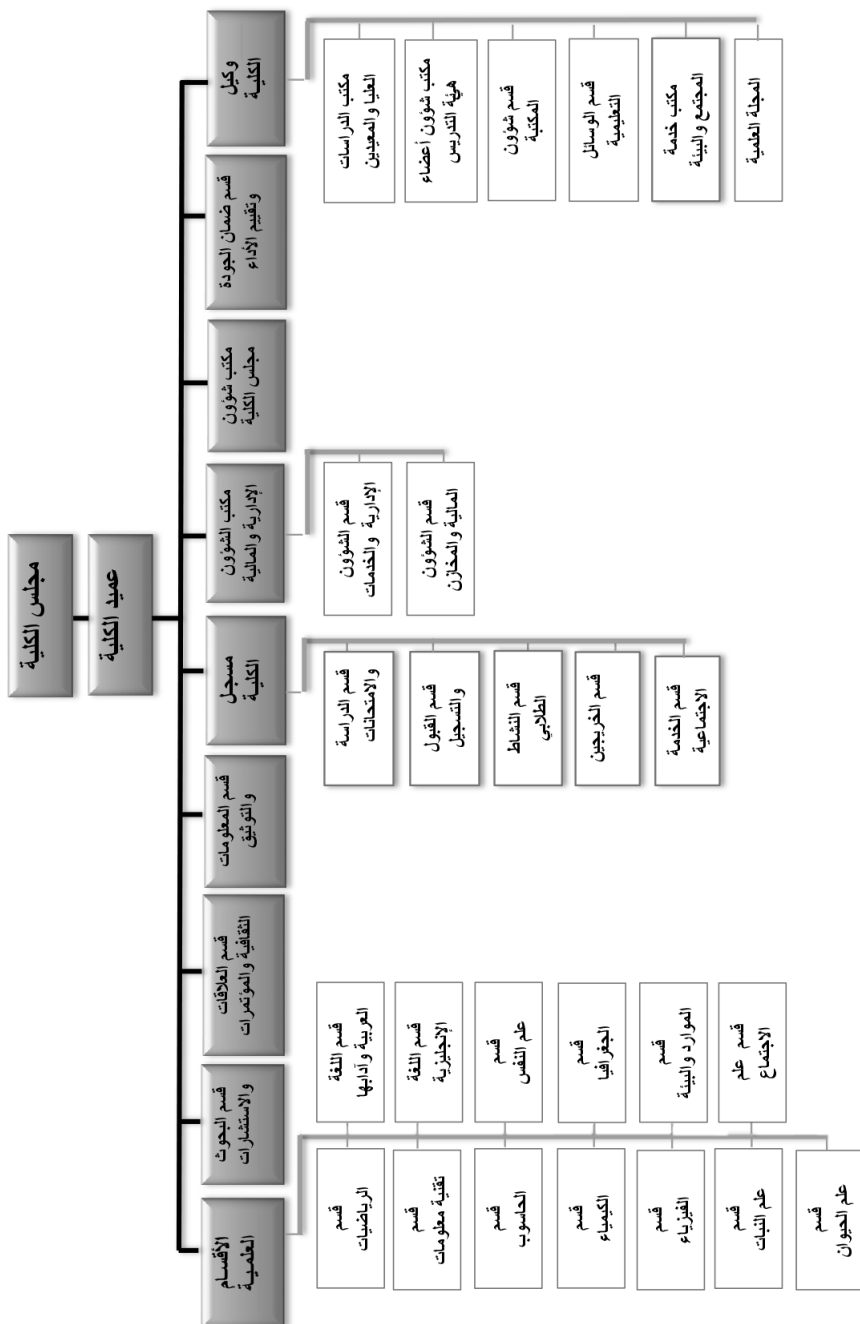 مجلس الكلية
عميد الكلية
وكيل
الكلية
قسم ضمان الجودة
وتقييم الأداء
مكتب شؤون
مجلس الكلية
مكتب الشؤون
الإدارية والمالية
مسجل
الكلية
قسم المعلومات
والتوثيق
قسم العلاقات
الثقافية والمؤتمرات
قسم البحوث
والاستشارات
الأقسام
العلمية
مكتب الدراسات
العليا والمعيدين
مكتب شؤون أعضاء
هيئة التدريس
قسم شؤون
المكتبة
قسم الوسائل
التعليمية
مكتب خدمة
المجتمع والبيئة
المجلة العلمية
قسم الشؤون
الإدارية والخدمات
قسم الشؤون
المالية والمخازن
قسم الدراسة
والامتحانات
قسم القبول
والتسجيل
قسم النشاط
الطلابي
قسم الخريجين
قسم الخدمة
الاجتماعية
قسم اللغة
العربية وآدابها
قسم اللغة
الإنجليزية
قسم
علم النفس
قسم
الجغرافيا
قسم
الموارد والبيئة
قسم علم
الاجتماع
قسم
الرياضيات
قسم
تقنية معلومات
قسم
الحاسوب
قسم
الكيمياء
قسم
الفيزياء
قسم
علم النبات
قسم
علم الحيوان